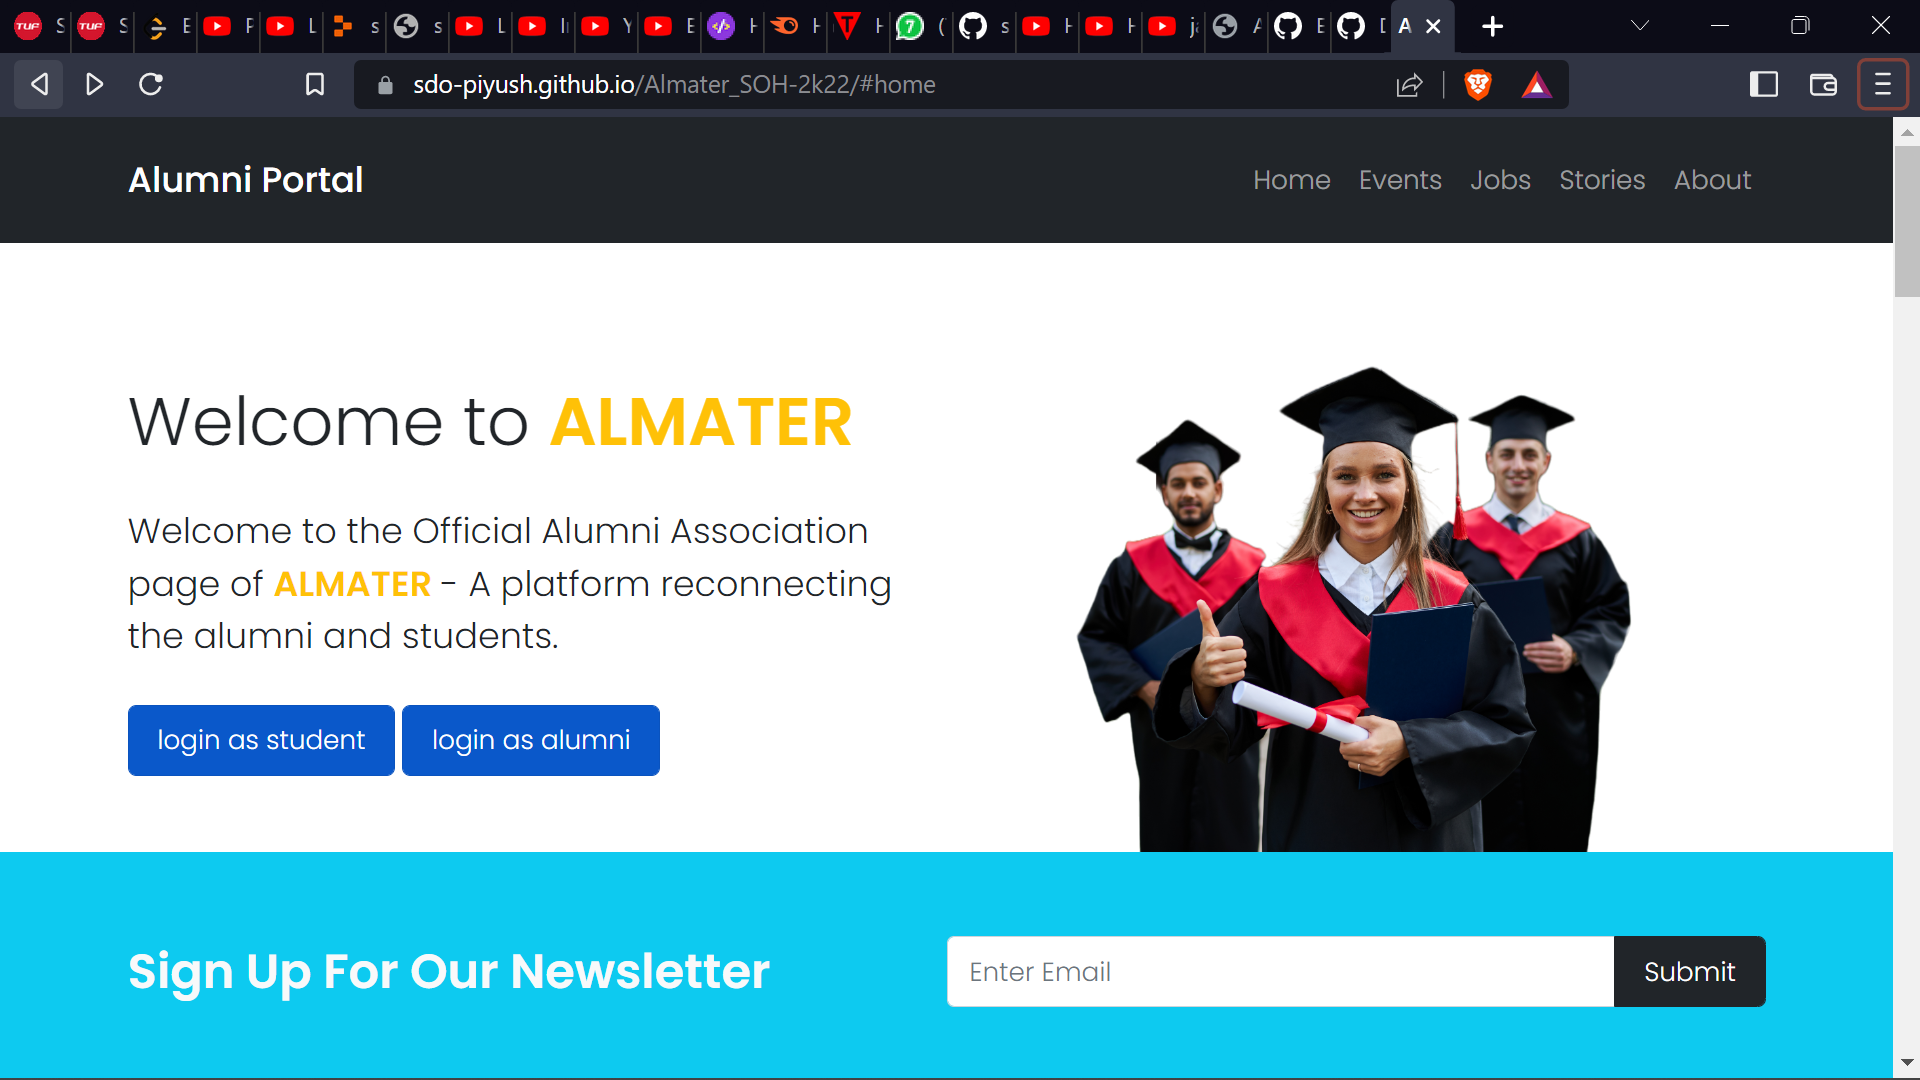 sdo-piyush.github.io/Almater_SOH-2k22/#home
Alumni Portal
Home Events Jobs Stories About
Welcome to ALMATER
Welcome to the Official Alumni Association
page of ALMATER - A platform reconnecting
the alumni and students.
login as student login as alumni
Sign Up For Our Newsletter
Enter Email Submit